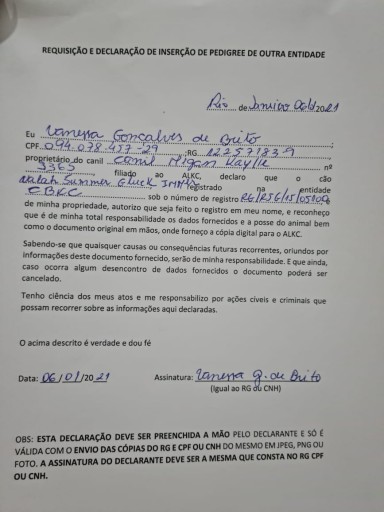 REQUISIÇÃO E DECLARAÇÃO DE INSERÇÃO DE PEDIGREE DE OUTRA ENTIDADE
Rio de Janeiro 06/01/2021
Eu Vanessa Gonçalves de Brito
CPF 094.078.457-29 ;RG
proprietário do canil Canil Megan Kaylla nº
3365 filiado ao ALKC, declaro que o cão
Summer Gluck registrado na entidade
CBKC sob o número de registro RG/RSG/15/05106
de minha propriedade, autorizo que seja feito o registro em meu nome, e reconheço
que é de minha total responsabilidade os dados fornecidos e a posse do animal bem
como o documento original em mãos, onde forneço a cópia digital para o ALKC.
Sabendo-se que quaisquer causas ou consequências futuras recorrentes, oriundos por
informações deste documento fornecido, serão de minha responsabilidade. E que ainda,
caso ocorra algum desencontro de dados fornecidos o documento poderá ser
cancelado.
Tenho ciência dos meus atos e me responsabilizo por ações cíveis e criminais que
possam recorrer sobre as informações aqui declaradas.
O acima descrito é verdade e dou fé
Data: 06/01/2021 Assinatura: Vanessa G. de Brito
(Igual ao RG ou CNH)
OBS: ESTA DECLARAÇÃO DEVE SER PREENCHIDA A MÃO PELO DECLARANTE E SÓ É
VÁLIDA COM O ENVIO DAS CÓPIAS DO RG E CPF OU CNH DO MESMO EM JPEG, PNG OU
FOTO. A ASSINATURA DO DECLARANTE DEVE SER A MESMA QUE CONSTA NO RG CPF
OU CNH.